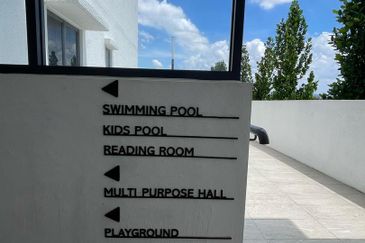 SWIMMING POOL
KIDS POOL
READING ROOM
MULTI PURPOSE HALL
PLAYGROUND